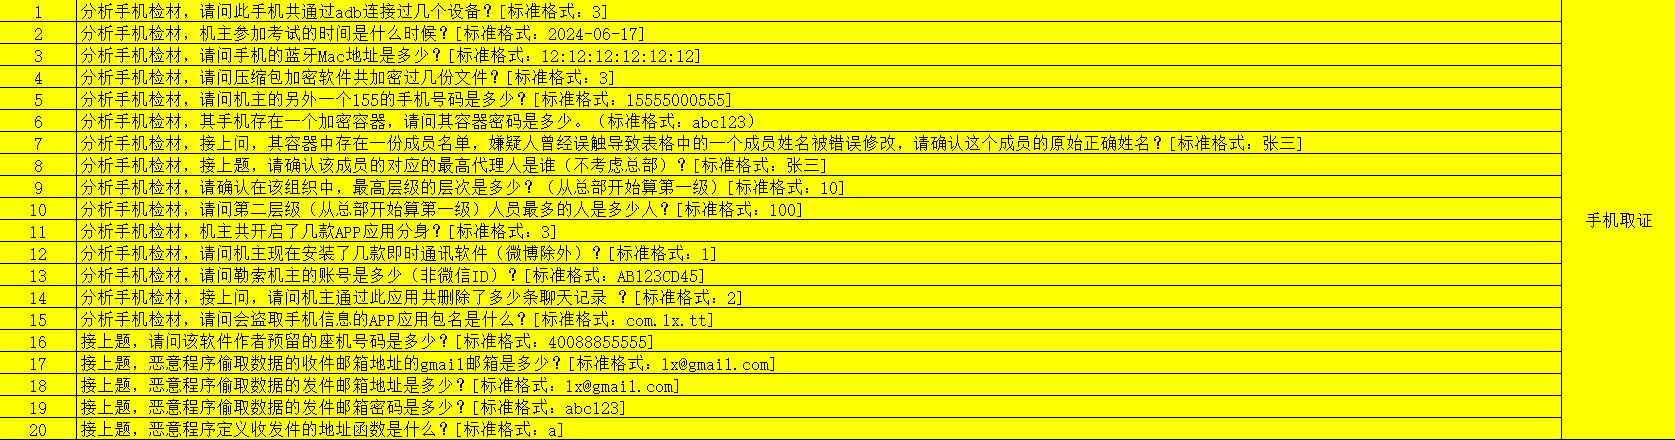 1 分析手机检材，请问此手机共通过adb连接过几个设备？[标准格式：3]
2 分析手机检材，机主参加考试的时间是什么时候？[标准格式：2024-06-17]
3 分析手机检材，请问手机的蓝牙Mac地址是多少？[标准格式：12:12:12:12:12:12]
4 分析手机检材，请问压缩包加密软件共加密过几份文件？[标准格式：3]
5 分析手机检材，请问机主的另外一个155的手机号码是多少？[标准格式：15555000555]
6 分析手机检材，其手机存在一个加密容器，请问其容器密码是多少。（标准格式：abc123）
7 分析手机检材，接上问，其容器中存在一份成员名单，嫌疑人曾经误触导致表格中的一个成员姓名被错误修改，请确认这个成员的原始正确姓名？[标准格式：张三]
8 分析手机检材，接上题，请确认该成员的对应的最高代理人是谁（不考虑总部）？[标准格式：张三]
9 分析手机检材，请确认在该组织中，最高层级的层次是多少？（从总部开始算第一级）[标准格式：10]
10 分析手机检材，请问第二层级（从总部开始算第一级）人员最多的人是多少人？[标准格式：100]
11 分析手机检材，机主共开启了几款APP应用分身？[标准格式：3]
12 分析手机检材，请问机主现在安装了几款即时通讯软件（微博除外）？[标准格式：1]
13 分析手机检材，请问勒索机主的账号是多少（非微信ID）？[标准格式：AB123CD45]
14 分析手机检材，接上问，请问机主通过此应用共删除了多少条聊天记录 ？[标准格式：2]
15 分析手机检材，请问会盗取手机信息的APP应用包名是什么？[标准格式：com.lx.tt]
16 接上题，请问该软件作者预留的座机号码是多少？[标准格式：40088855555]
17 接上题，恶意程序偷取数据的收件邮箱地址的gmail邮箱是多少？[标准格式：lx@gmail.com]
18 接上题，恶意程序偷取数据的发件邮箱地址是多少？[标准格式：lx@gmail.com]
19 接上题，恶意程序偷取数据的发件邮箱密码是多少？[标准格式：abc123]
20 接上题，恶意程序定义收发件的地址函数是什么？[标准格式：a]
手机取证